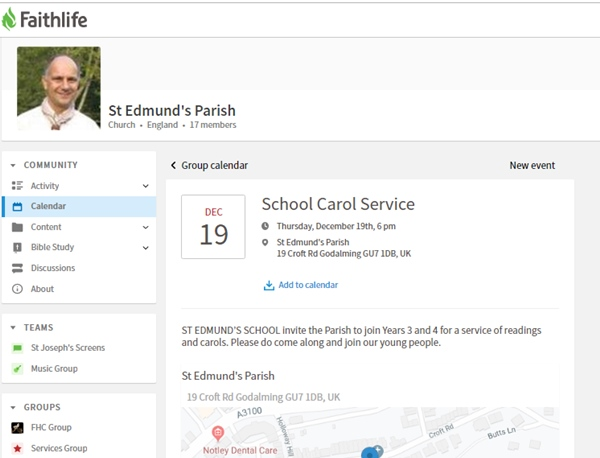 Faithlife
St Edmund's Parish
Church • England • 17 members
COMMUNITY
Activity
Calendar
Content
Bible Study
Discussions
About
TEAMS
St Joseph's Screens
Music Group
GROUPS
FHC Group
Services Group
Group calendar
New event
DEC
19
School Carol Service
Thursday, December 19th, 6 pm
St Edmund's Parish
19 Croft Rd Godalming GU7 1DB, UK
Add to calendar
ST EDMUND'S SCHOOL invite the Parish to join Years 3 and 4 for a service of readings
and carols. Please do come along and join our young people.
St Edmund's Parish
19 Croft Rd Godalming GU7 1DB, UK
A3100
Holloway Hill
Croft Rd
Butts Ln
Notley Dental Care